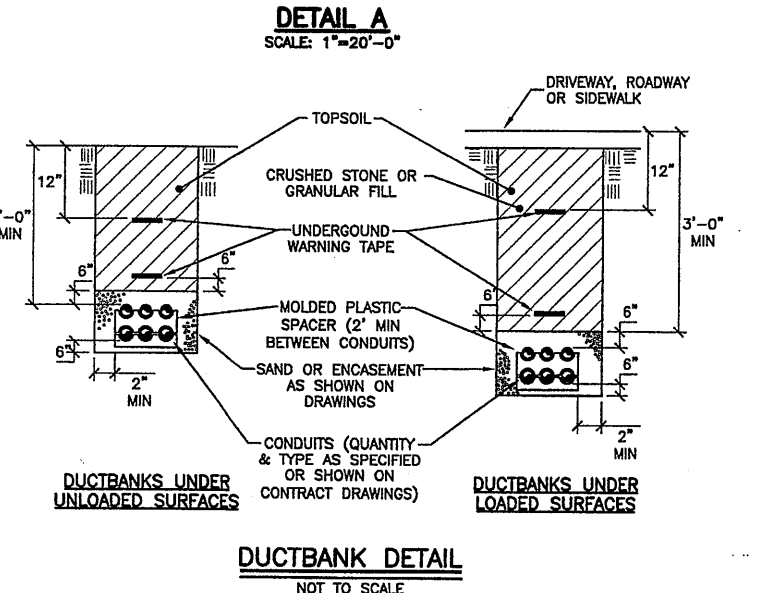 DETAIL A
SCALE: 1"=20'-0"
DRIVEWAY, ROADWAY
OR SIDEWALK
TOPSOIL
12"
CRUSHED STONE OR
GRANULAR FILL
12"
'-0"
MIN
UNDERGOUND
WARNING TAPE
3'-0"
MIN
6"
6"
MOLDED PLASTIC
SPACER (2' MIN
BETWEEN CONDUITS)
6'
6"
6"
SAND OR ENCASEMENT
AS SHOWN ON
DRAWINGS
6"
2"
MIN
CONDUITS (QUANTITY
& TYPE AS SPECIFIED
OR SHOWN ON
CONTRACT DRAWINGS)
2"
MIN
DUCTBANKS UNDER
UNLOADED SURFACES
DUCTBANKS UNDER
LOADED SURFACES
DUCTBANK DETAIL
NOT TO SCALE